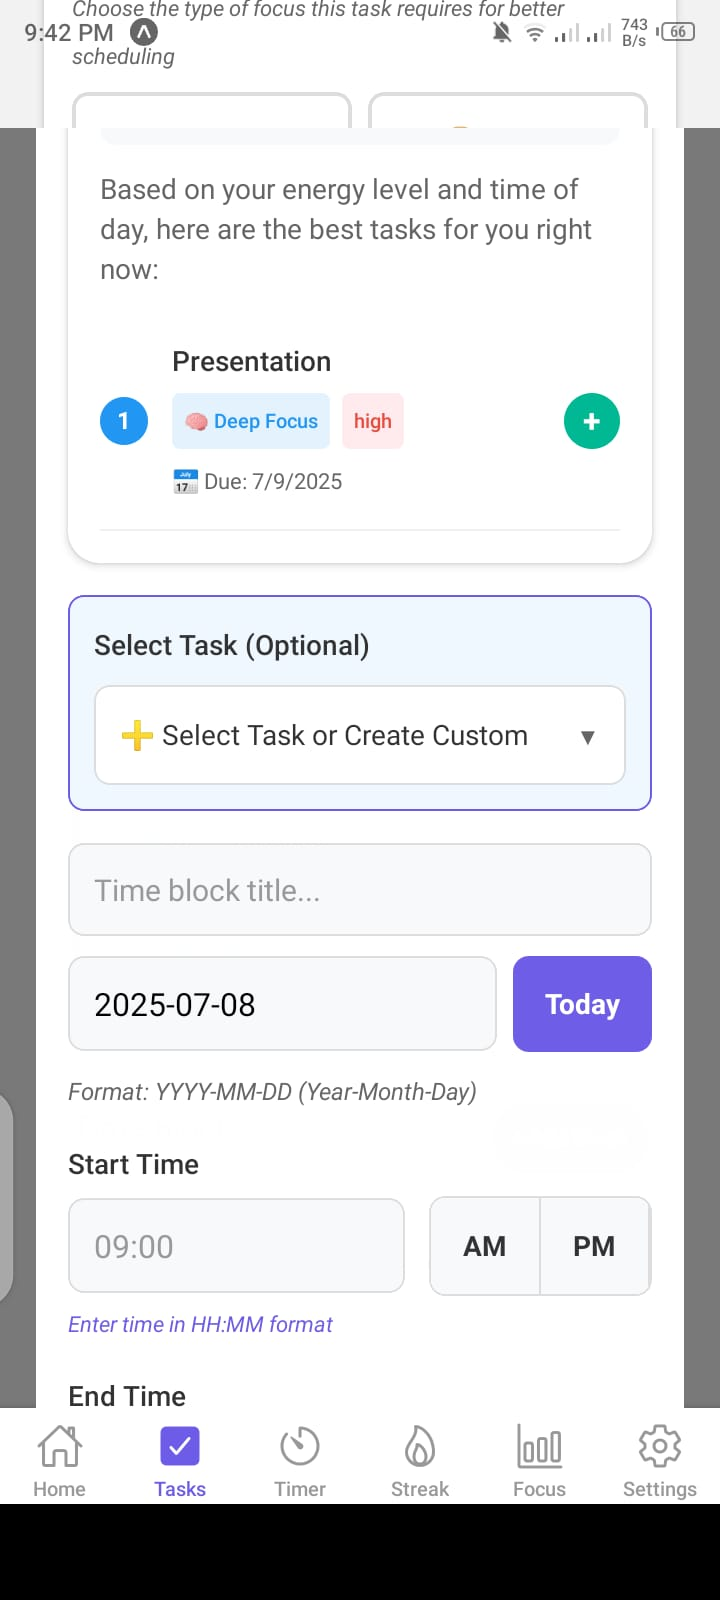 Choose the type of focus this task requires for better
9:42 PM
743
B/s
66
scheduling
Based on your energy level and time of
day, here are the best tasks for you right
now:
Presentation
1
Deep Focus
high
+
July
17
Due: 7/9/2025
Select Task (Optional)
Select Task or Create Custom
Time block title...
2025-07-08
Today
Format: YYYY-MM-DD (Year-Month-Day)
Start Time
09:00
AM
PM
Enter time in HH:MM format
End Time
Home
Tasks
Timer
Streak
Focus
Settings